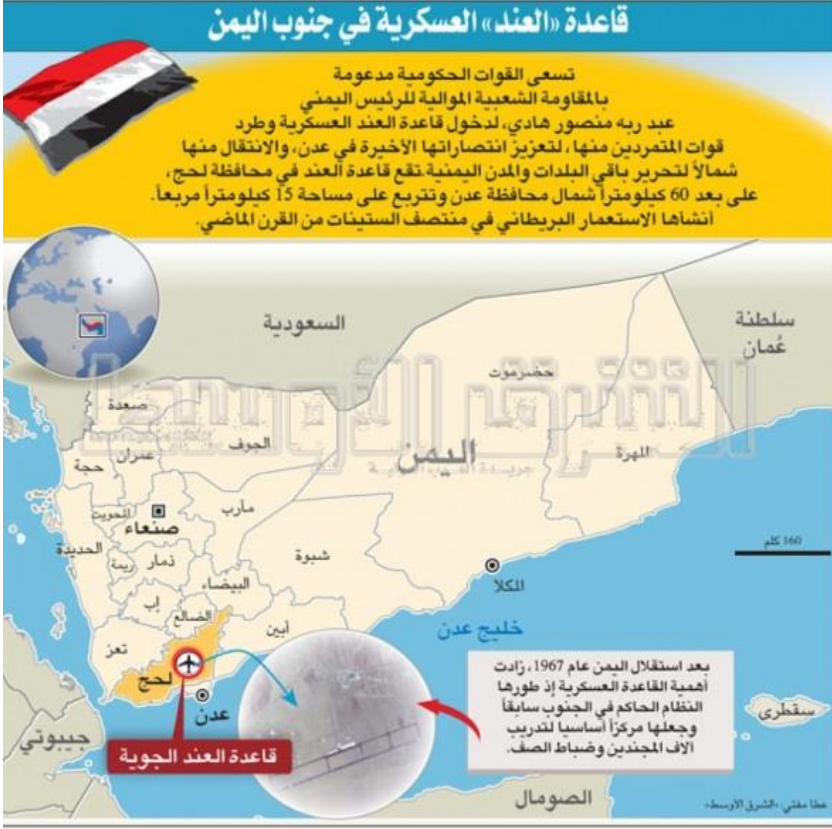 قاعدة «العند» العسكرية في جنوب اليمن
تسعى القوات الحكومية مدعومة
بالمقاومة الشعبية الموالية للرئيس اليمني
عبد ربه منصور هادي، لدخول قاعدة العند العسكرية وطرد
قوات المتمردين منها، لتعزيز انتصاراتها الأخيرة في عدن، والانتقال منها
شمالاً لتحرير باقي البلدات والمدن اليمنية.تقع قاعدة العند في محافظة لحج،
على بعد 60 كيلومتراً شمال محافظة عدن وتتربع على مساحة 15 كيلومتراً مربعاً.
أنشاها الاستعمار البريطاني في منتصف الستينات من القرن الماضي.
السعودية
سلطنة
عُمان
الشرق الأوسط
حضرموت
صعدة
المهرة
اليمن
الجوف
عمران
حجة
مأرب
المحويت
صنعاء
الحديدة
160 كلم
شبوة
ذمار
ريمة
المكلا
البيضاء
إب
الضالع
خليج عدن
أبين
تعز
لحج
بعد استقلال اليمن عام 1967، زادت
أهمية القاعدة العسكرية إذ طورها
النظام الحاكم في الجنوب سابقاً
وجعلها مركزاً أساسيا لتدريب
آلاف المجندين وضباط الصف.
سقطرى
عدن
جيبوتي
قاعدة العند الجوية
الصومال
عطا مفتي: «الشرق الأوسط»